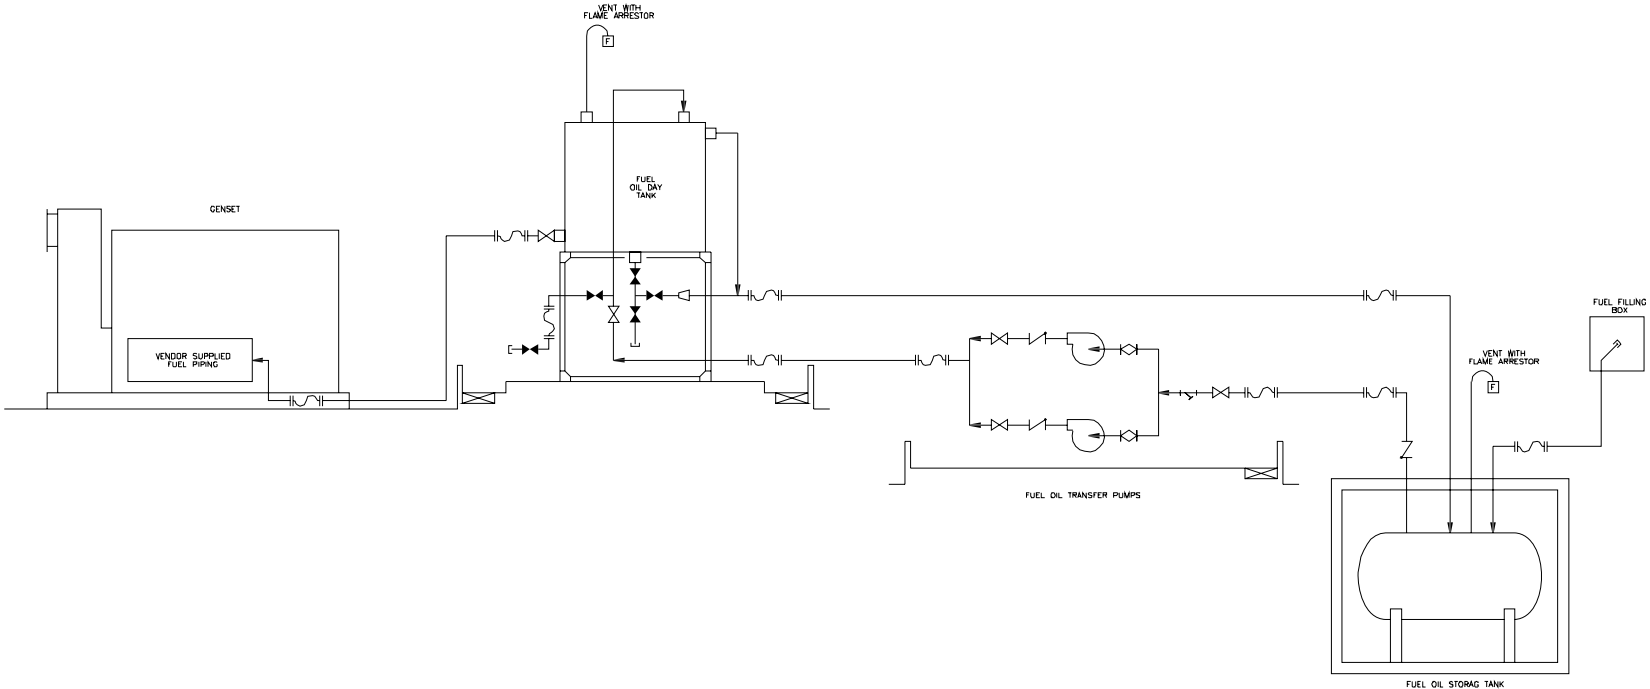 VENT WITH
FLAME ARRESTOR
F
FUEL
OIL DAY
TANK
GENSET
VENDOR SUPPLIED
FUEL PIPING
FUEL FILLING
BOX
VENT WITH
FLAME ARRESTOR
F
FUEL OIL TRANSFER PUMPS
FUEL OIL STORAG TANK